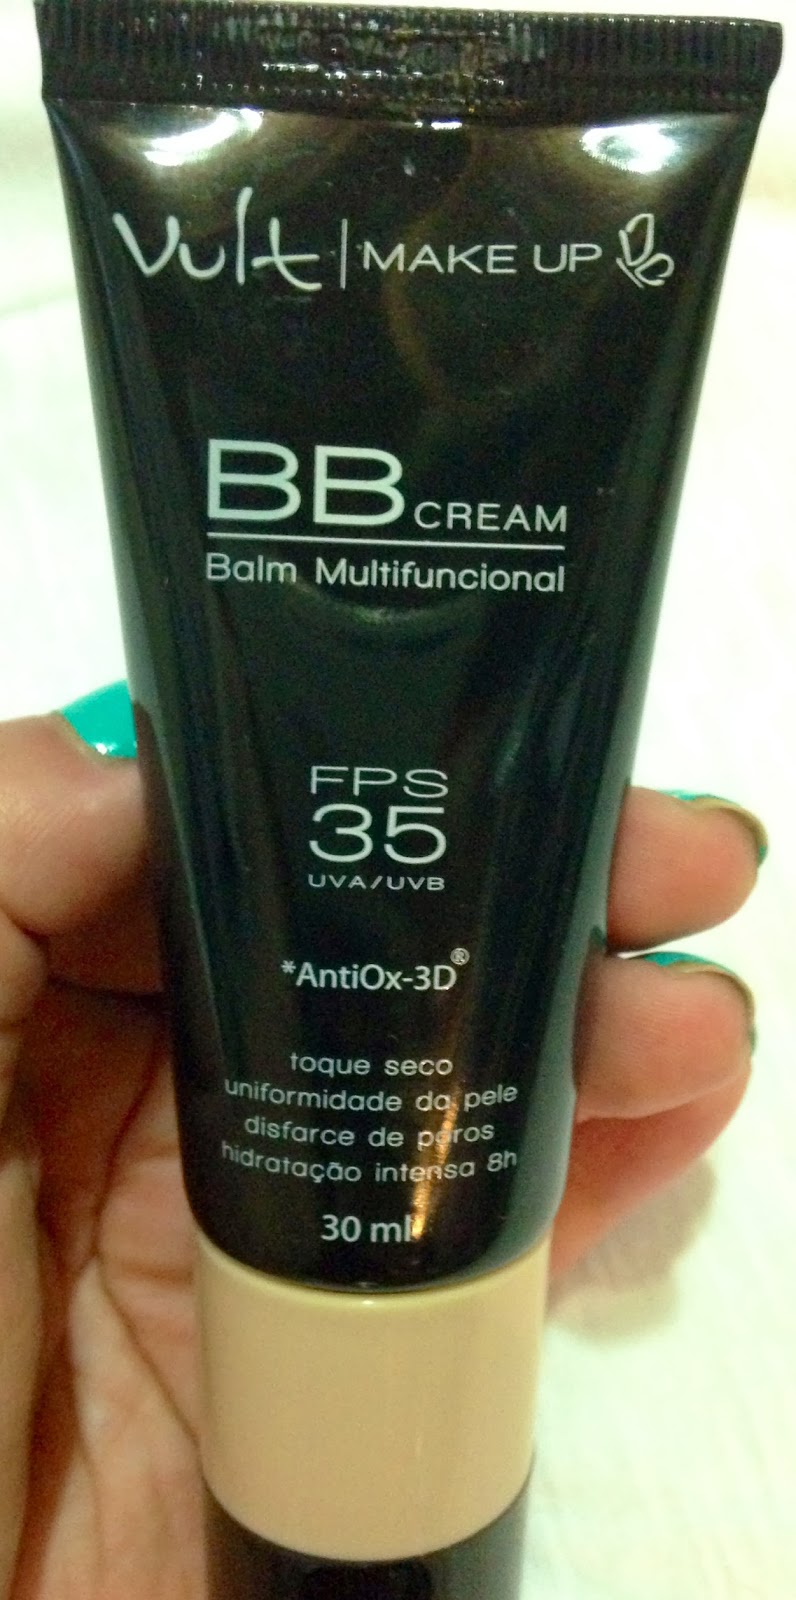 Vult | MAKE UP
BB CREAM
Balm Multifuncional
FPS
35
UVA/UVB
*AntiOx-3D®
toque seco
uniformidade da pele
disfarce de poros
hidratação intensa 8h
30 ml